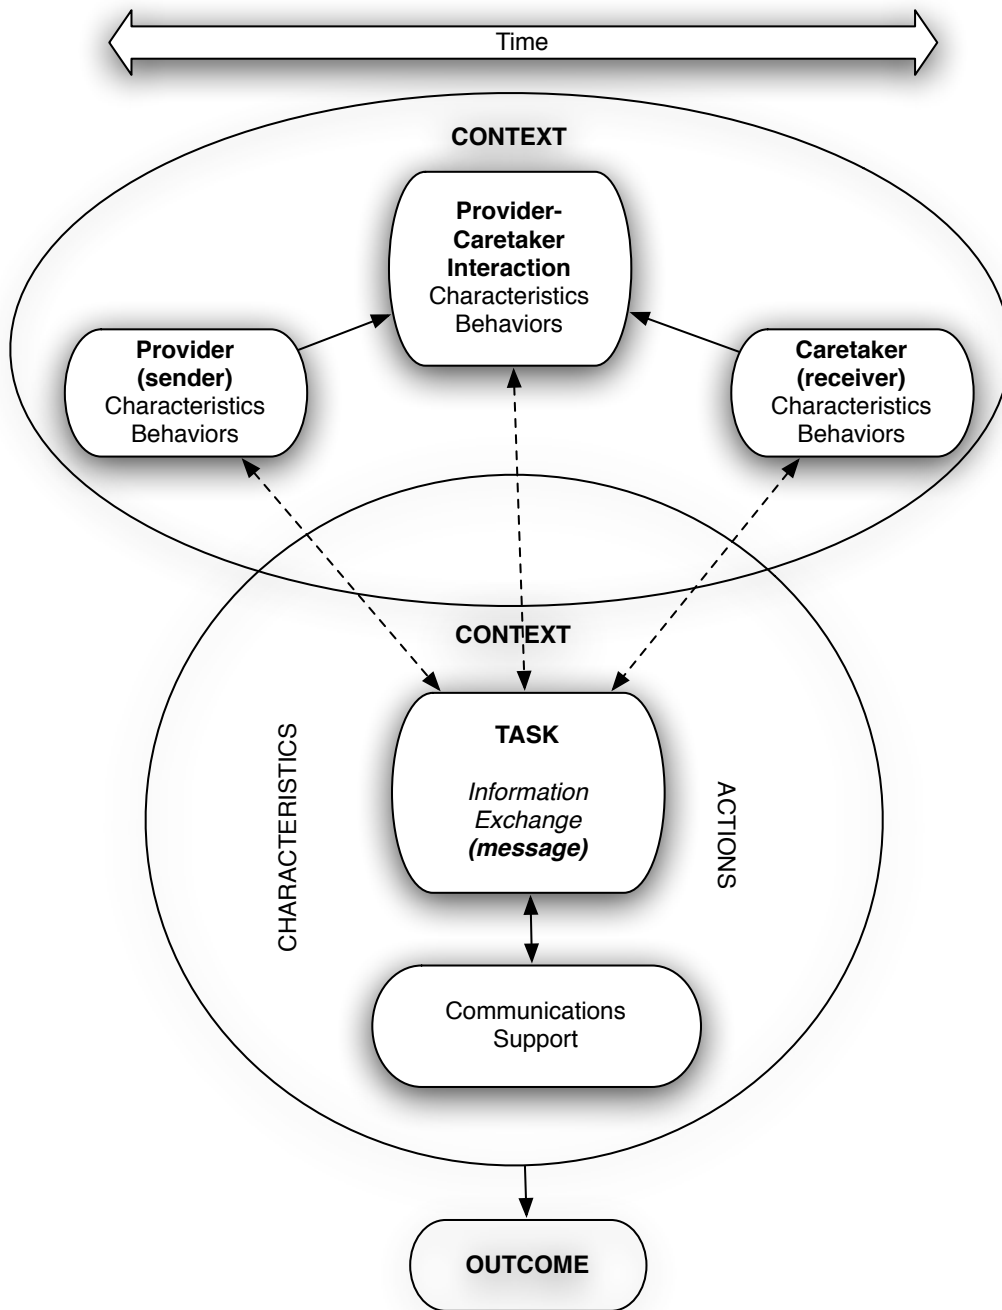 Time
CONTEXT
Provider-
Caretaker
Interaction
Characteristics
Behaviors
Provider
(sender)
Characteristics
Behaviors
Caretaker
(receiver)
Characteristics
Behaviors
CONTEXT
TASK
Information
Exchange
(message)
CHARACTERISTICS
ACTIONS
Communications
Support
OUTCOME